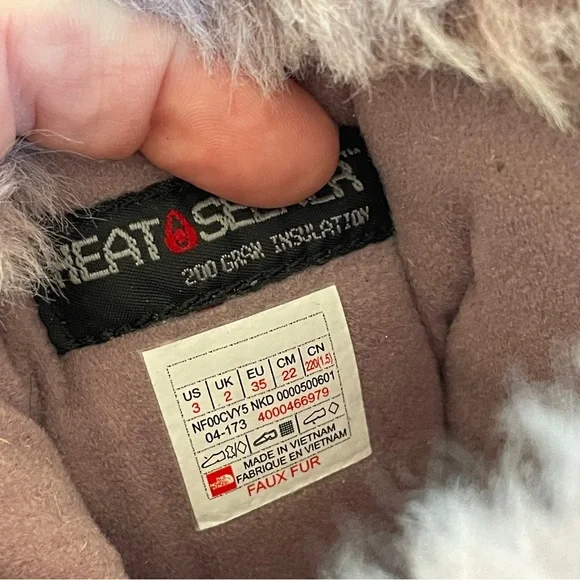 HEAT SEEKER™
200 GRAM INSULATION
US UK EU CM CN
3 2 35 22 220(1.5)
NF00CVY5 NKD 0000500601
04-173 4000466979
MADE IN VIETNAM
FABRIQUE EN VIETNAM
FAUX FUR